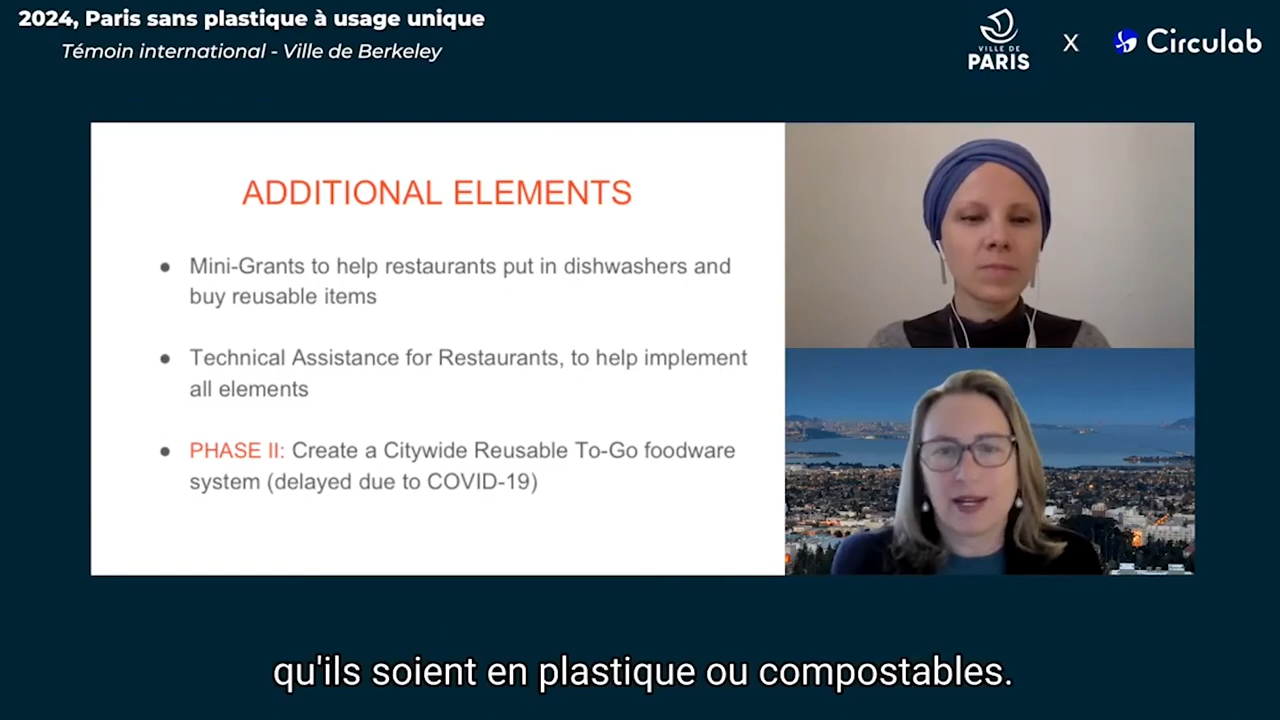 2024, Paris sans plastique à usage unique
Témoin international - Ville de Berkeley
VILLE DE
PARIS
X
Circulab
ADDITIONAL ELEMENTS
● Mini-Grants to help restaurants put in dishwashers and
buy reusable items
● Technical Assistance for Restaurants, to help implement
all elements
● PHASE II: Create a Citywide Reusable To-Go foodware
system (delayed due to COVID-19)
qu'ils soient en plastique ou compostables.